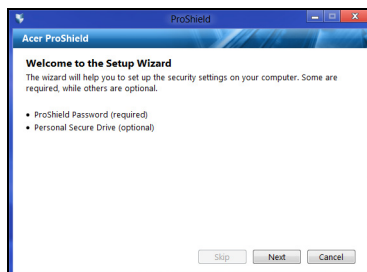 ProShield
Acer ProShield
Welcome to the Setup Wizard
The wizard will help you to set up the security settings on your computer. Some are
required, while others are optional.
• ProShield Password (required)
• Personal Secure Drive (optional)
Skip Next Cancel